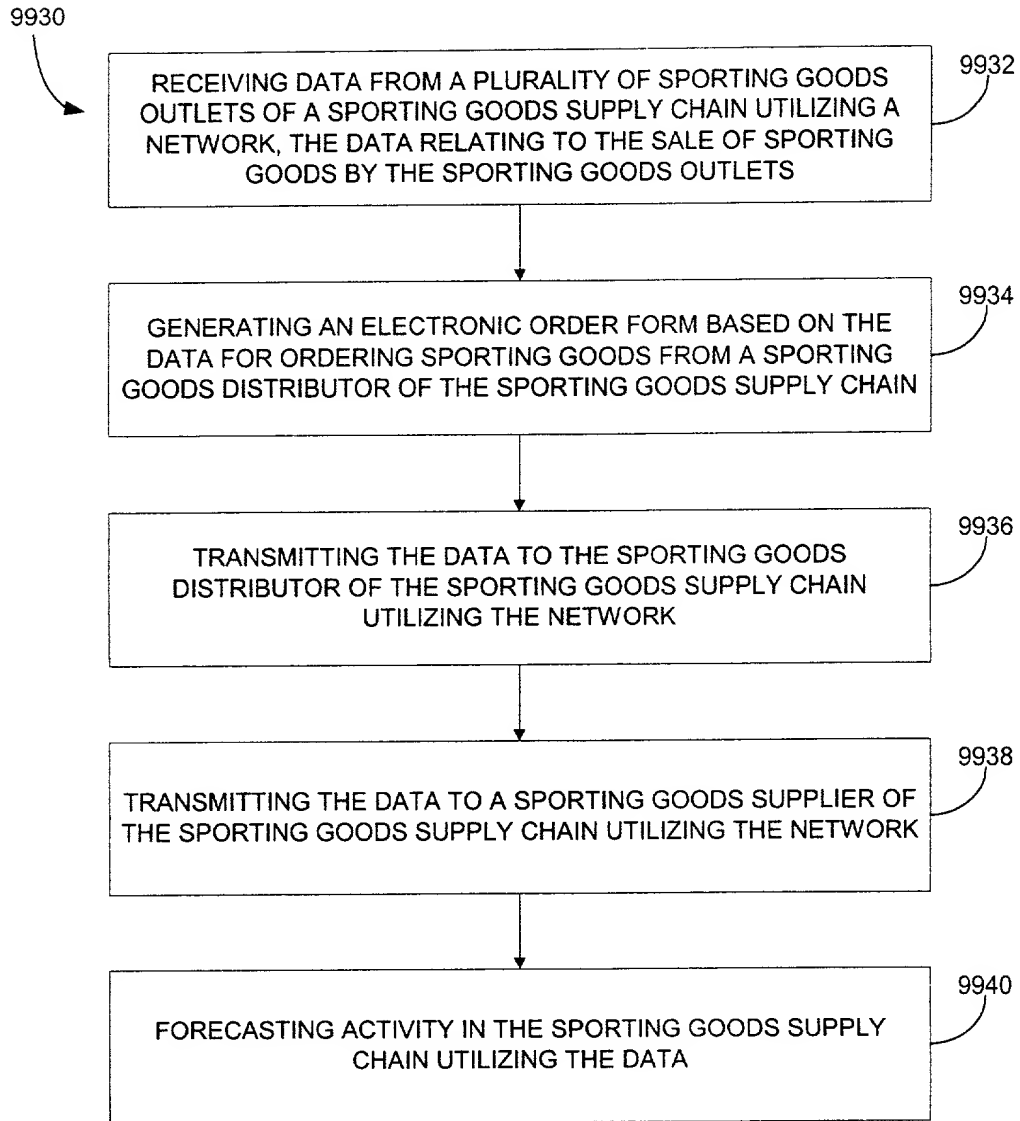 9930
9932
RECEIVING DATA FROM A PLURALITY OF SPORTING GOODS
OUTLETS OF A SPORTING GOODS SUPPLY CHAIN UTILIZING A
NETWORK, THE DATA RELATING TO THE SALE OF SPORTING
GOODS BY THE SPORTING GOODS OUTLETS
9934
GENERATING AN ELECTRONIC ORDER FORM BASED ON THE
DATA FOR ORDERING SPORTING GOODS FROM A SPORTING
GOODS DISTRIBUTOR OF THE SPORTING GOODS SUPPLY CHAIN
9936
TRANSMITTING THE DATA TO THE SPORTING GOODS
DISTRIBUTOR OF THE SPORTING GOODS SUPPLY CHAIN
UTILIZING THE NETWORK
9938
TRANSMITTING THE DATA TO A SPORTING GOODS SUPPLIER OF
THE SPORTING GOODS SUPPLY CHAIN UTILIZING THE NETWORK
9940
FORECASTING ACTIVITY IN THE SPORTING GOODS SUPPLY
CHAIN UTILIZING THE DATA